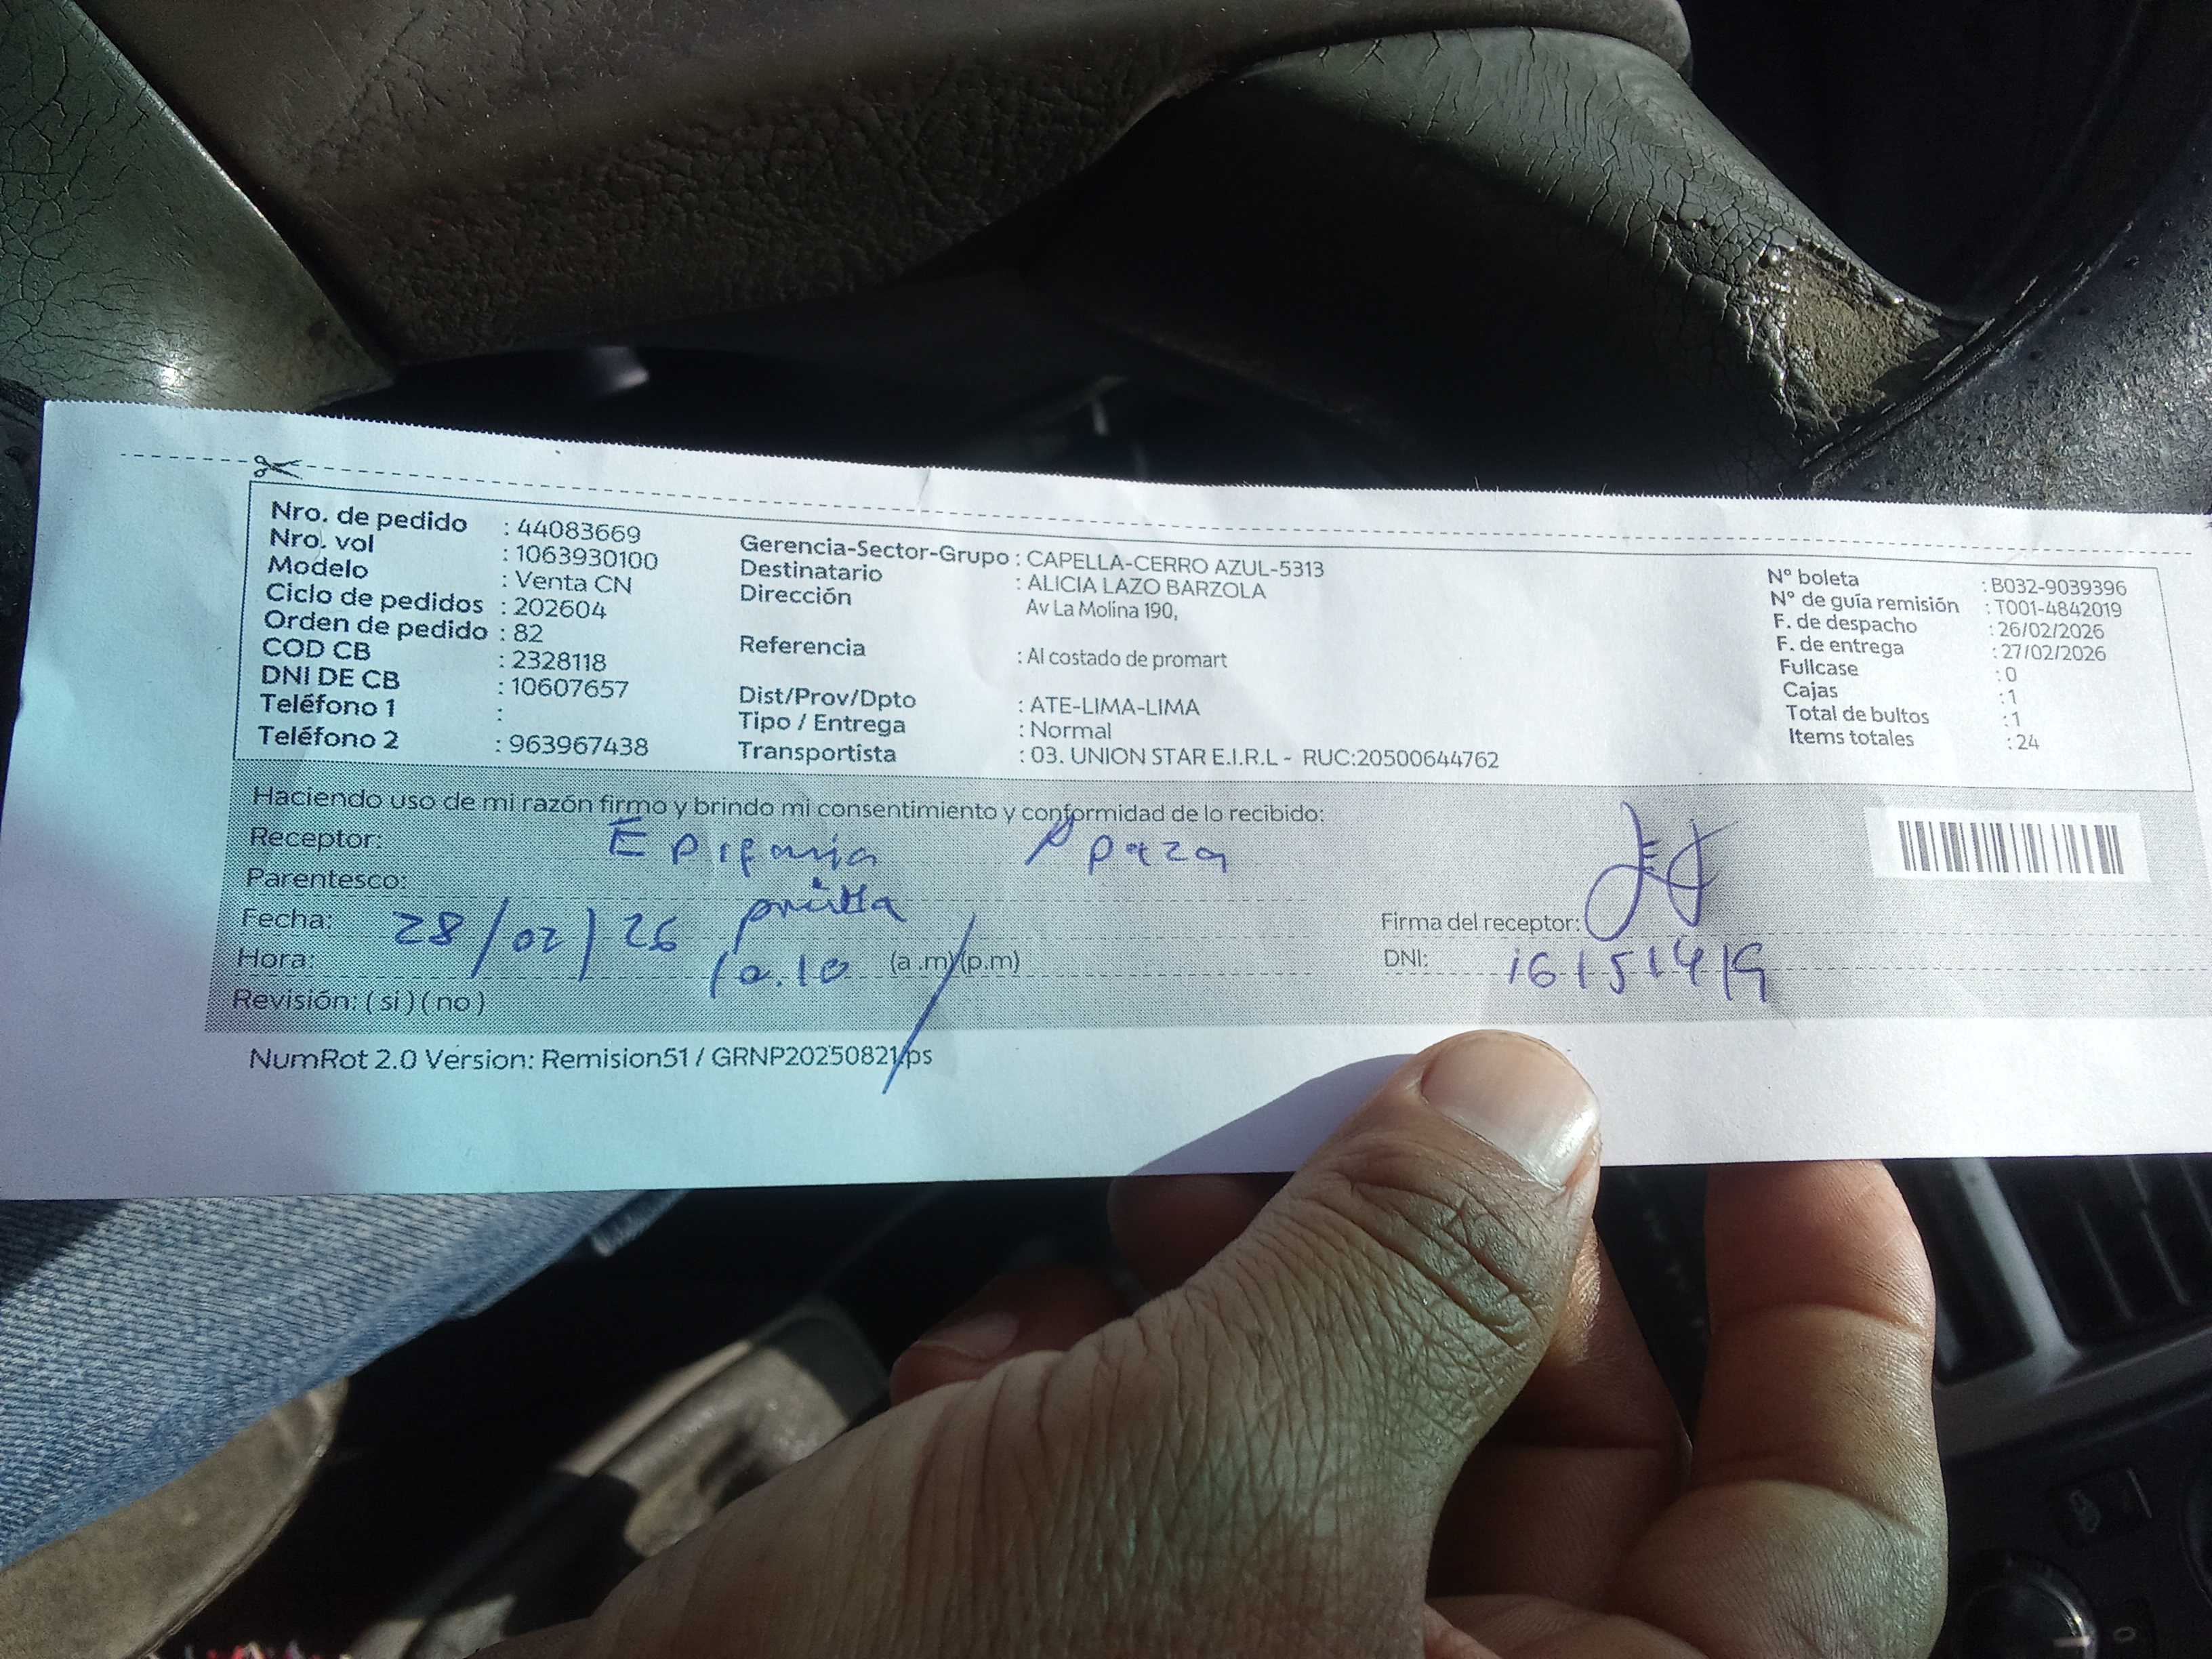 Nro. de pedido : 44083669
Nro. vol : 1063930100
Modelo : Venta CN
Ciclo de pedidos : 202604
Orden de pedido : 82
COD CB : 2328118
DNI DE CB : 10607657
Teléfono 1 :
Teléfono 2 : 963967438
Gerencia-Sector-Grupo : CAPELLA-CERRO AZUL-5313
Destinatario : ALICIA LAZO BARZOLA
Dirección Av La Molina 190,
Referencia : Al costado de promart
Dist/Prov/Dpto : ATE-LIMA-LIMA
Tipo / Entrega : Normal
Transportista : 03. UNION STAR E.I.R.L - RUC:20500644762
N° boleta : B032-9039396
N° de guía remisión : T001-4842019
F. de despacho : 26/02/2026
F. de entrega : 27/02/2026
Fullcase : 0
Cajas : 1
Total de bultos : 1
Items totales : 24
Haciendo uso de mi razón firmo y brindo mi consentimiento y conformidad de lo recibido:
Receptor: Epifania Apaza
Parentesco:
Fecha: 28/02/26
Hora: 10.10 (a.m) (p.m)
Revisión: ( si ) ( no )
Firma del receptor:
DNI: 16151419
NumRot 2.0 Version: Remision51 / GRNP20250821/ps